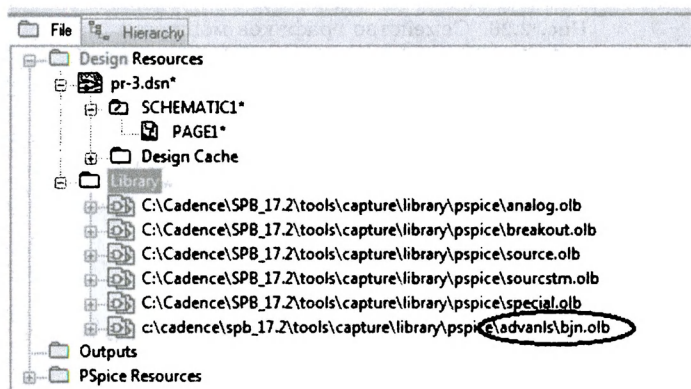 File Hierarchy
Design Resources
pr-3.dsn*
SCHEMATIC1*
PAGE1*
Design Cache
Library
C:\Cadence\SPB_17.2\tools\capture\library\pspice\analog.olb
C:\Cadence\SPB_17.2\tools\capture\library\pspice\breakout.olb
C:\Cadence\SPB_17.2\tools\capture\library\pspice\source.olb
C:\Cadence\SPB_17.2\tools\capture\library\pspice\sourcstm.olb
C:\Cadence\SPB_17.2\tools\capture\library\pspice\special.olb
c:\cadence\spb_17.2\tools\capture\library\pspice\advanls\bjn.olb
Outputs
PSpice Resources